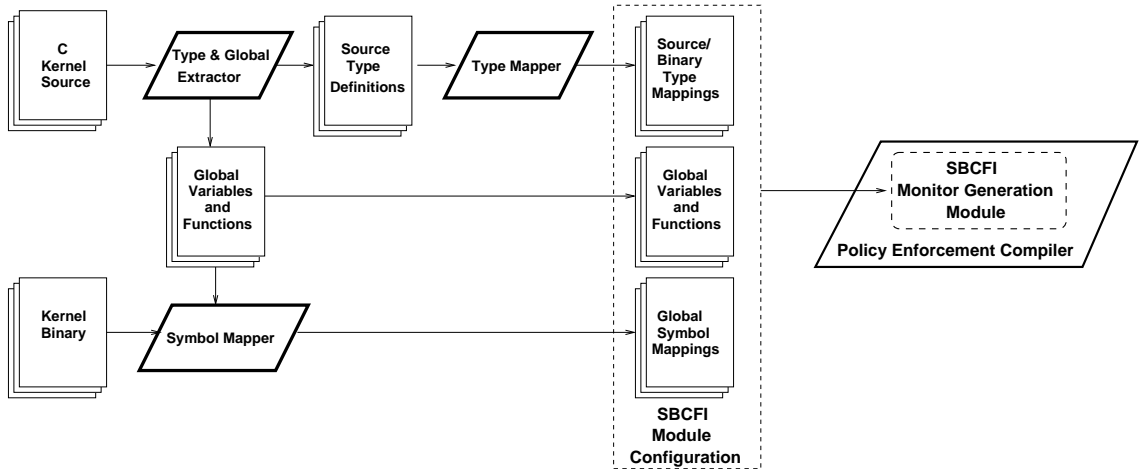 C
Kernel
Source
Type & Global
Extractor
Source
Type
Definitions
Type Mapper
Source/
Binary
Type
Mappings
Global
Variables
and
Functions
Global
Variables
and
Functions
SBCFI
Monitor Generation
Module
Policy Enforcement Compiler
Kernel
Binary
Symbol Mapper
Global
Symbol
Mappings
SBCFI
Module
Configuration